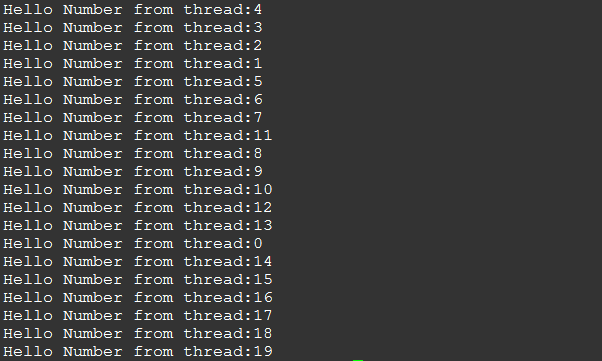 Hello Number from thread:4
Hello Number from thread:3
Hello Number from thread:2
Hello Number from thread:1
Hello Number from thread:5
Hello Number from thread:6
Hello Number from thread:7
Hello Number from thread:11
Hello Number from thread:8
Hello Number from thread:9
Hello Number from thread:10
Hello Number from thread:12
Hello Number from thread:13
Hello Number from thread:0
Hello Number from thread:14
Hello Number from thread:15
Hello Number from thread:16
Hello Number from thread:17
Hello Number from thread:18
Hello Number from thread:19